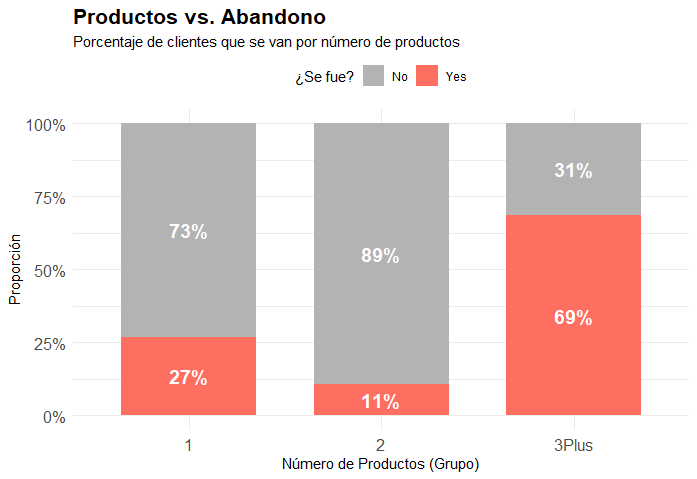 Productos vs. Abandono
Porcentaje de clientes que se van por número de productos
¿Se fue? No Yes
100%
75%
50%
25%
0%
Proporción
73%
27%
89%
11%
31%
69%
1 2 3Plus
Número de Productos (Grupo)